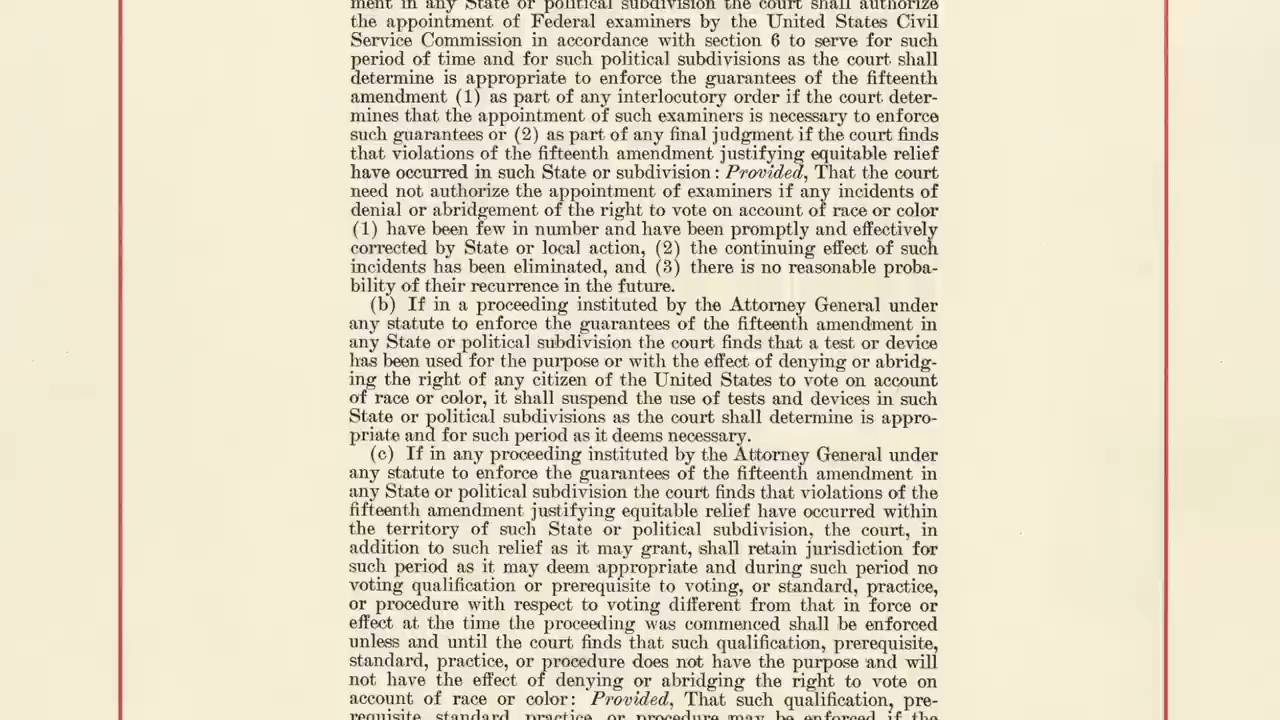 ment in any State or political subdivision the court shall authorize
the appointment of Federal examiners by the United States Civil
Service Commission in accordance with section 6 to serve for such
period of time and for such political subdivisions as the court shall
determine is appropriate to enforce the guarantees of the fifteenth
amendment (1) as part of any interlocutory order if the court deter-
mines that the appointment of such examiners is necessary to enforce
such guarantees or (2) as part of any final judgment if the court finds
that violations of the fifteenth amendment justifying equitable relief
have occurred in such State or subdivision: Provided, That the court
need not authorize the appointment of examiners if any incidents of
denial or abridgement of the right to vote on account of race or color
(1) have been few in number and have been promptly and effectively
corrected by State or local action, (2) the continuing effect of such
incidents has been eliminated, and (3) there is no reasonable proba-
bility of their recurrence in the future.
(b) If in a proceeding instituted by the Attorney General under
any statute to enforce the guarantees of the fifteenth amendment in
any State or political subdivision the court finds that a test or device
has been used for the purpose or with the effect of denying or abridg-
ing the right of any citizen of the United States to vote on account
of race or color, it shall suspend the use of tests and devices in such
State or political subdivisions as the court shall determine is appro-
priate and for such period as it deems necessary.
(c) If in any proceeding instituted by the Attorney General under
any statute to enforce the guarantees of the fifteenth amendment in
any State or political subdivision the court finds that violations of the
fifteenth amendment justifying equitable relief have occurred within
the territory of such State or political subdivision, the court, in
addition to such relief as it may grant, shall retain jurisdiction for
such period as it may deem appropriate and during such period no
voting qualification or prerequisite to voting, or standard, practice,
or procedure with respect to voting different from that in force or
effect at the time the proceeding was commenced shall be enforced
unless and until the court finds that such qualification, prerequisite,
standard, practice, or procedure does not have the purpose and will
not have the effect of denying or abridging the right to vote on
account of race or color: Provided, That such qualification, pre-
requisite, standard, practice, or procedure may be enforced if the